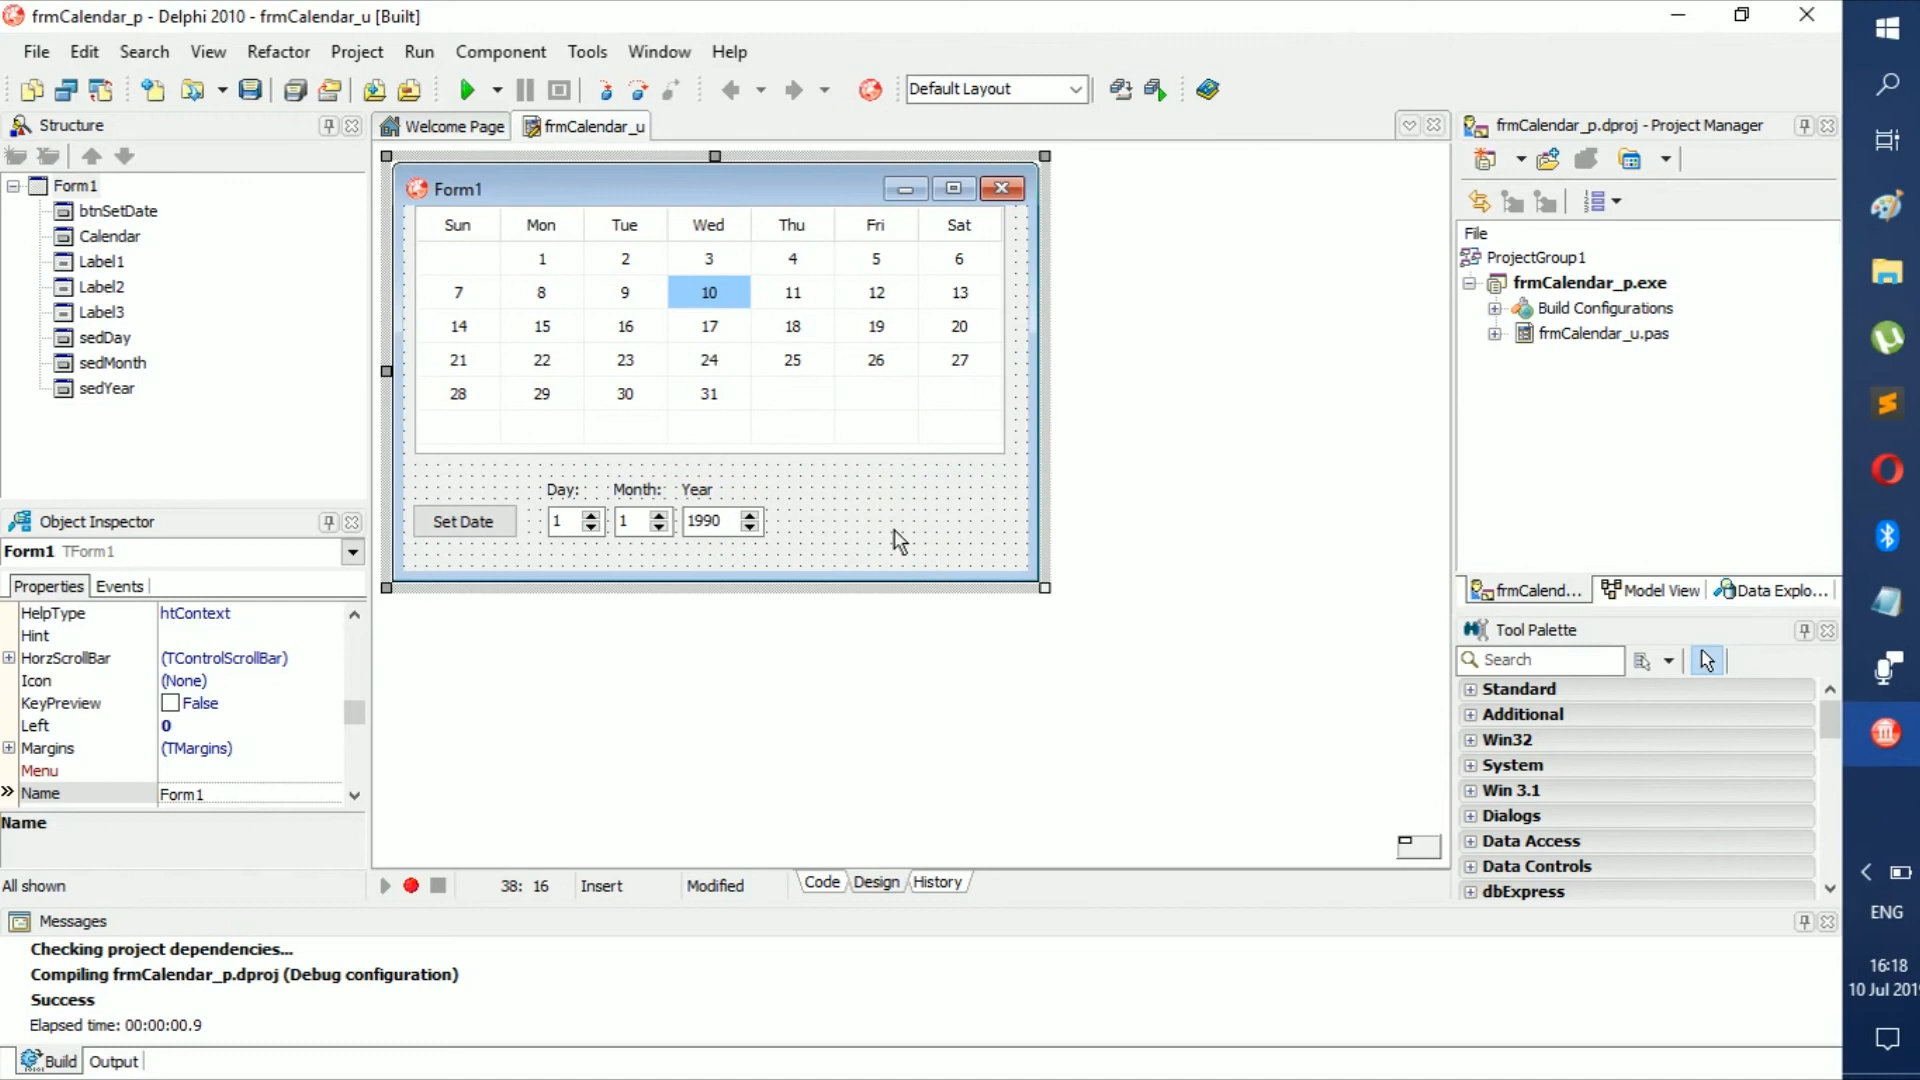 frmCalendar_p - Delphi 2010 - frmCalendar_u [Built]
File Edit Search View Refactor Project Run Component Tools Window Help
Default Layout
Structure
Form1
btnSetDate
Calendar
Label1
Label2
Label3
sedDay
sedMonth
sedYear
Object Inspector
Form1 TForm1
Properties Events
HelpType htContext
Hint
HorzScrollBar (TControlScrollBar)
Icon (None)
KeyPreview False
Left 0
Margins (TMargins)
Menu
Name Form1
Name
All shown
Welcome Page frmCalendar_u
Form1
Sun Mon Tue Wed Thu Fri Sat
1 2 3 4 5 6
7 8 9 10 11 12 13
14 15 16 17 18 19 20
21 22 23 24 25 26 27
28 29 30 31
Day: Month: Year
Set Date 1 1 1990
38: 16 Insert Modified Code Design History
frmCalendar_p.dproj - Project Manager
File
ProjectGroup1
frmCalendar_p.exe
Build Configurations
frmCalendar_u.pas
frmCalend... Model View Data Explo...
Tool Palette
Search
Standard
Additional
Win32
System
Win 3.1
Dialogs
Data Access
Data Controls
dbExpress
Messages
Checking project dependencies...
Compiling frmCalendar_p.dproj (Debug configuration)
Success
Elapsed time: 00:00:00.9
Build Output
ENG
16:18
10 Jul 201